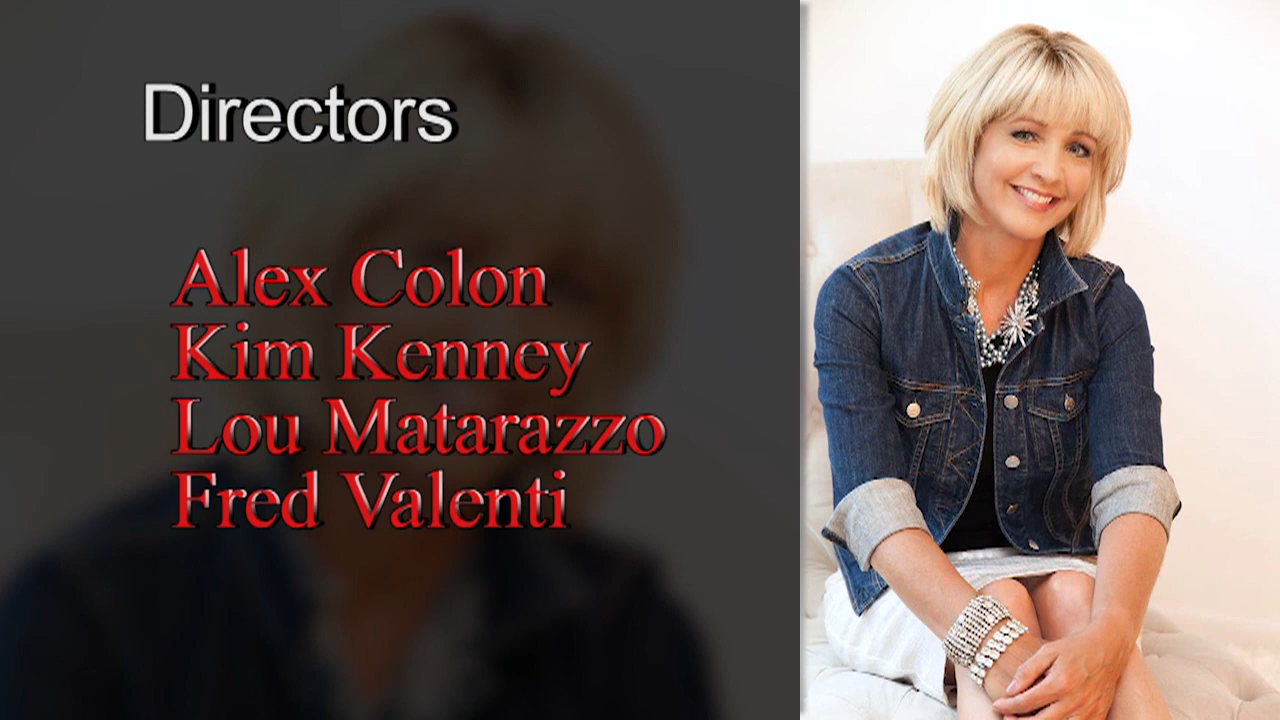 Directors
Alex Colon
Kim Kenney
Lou Matarazzo
Fred Valenti